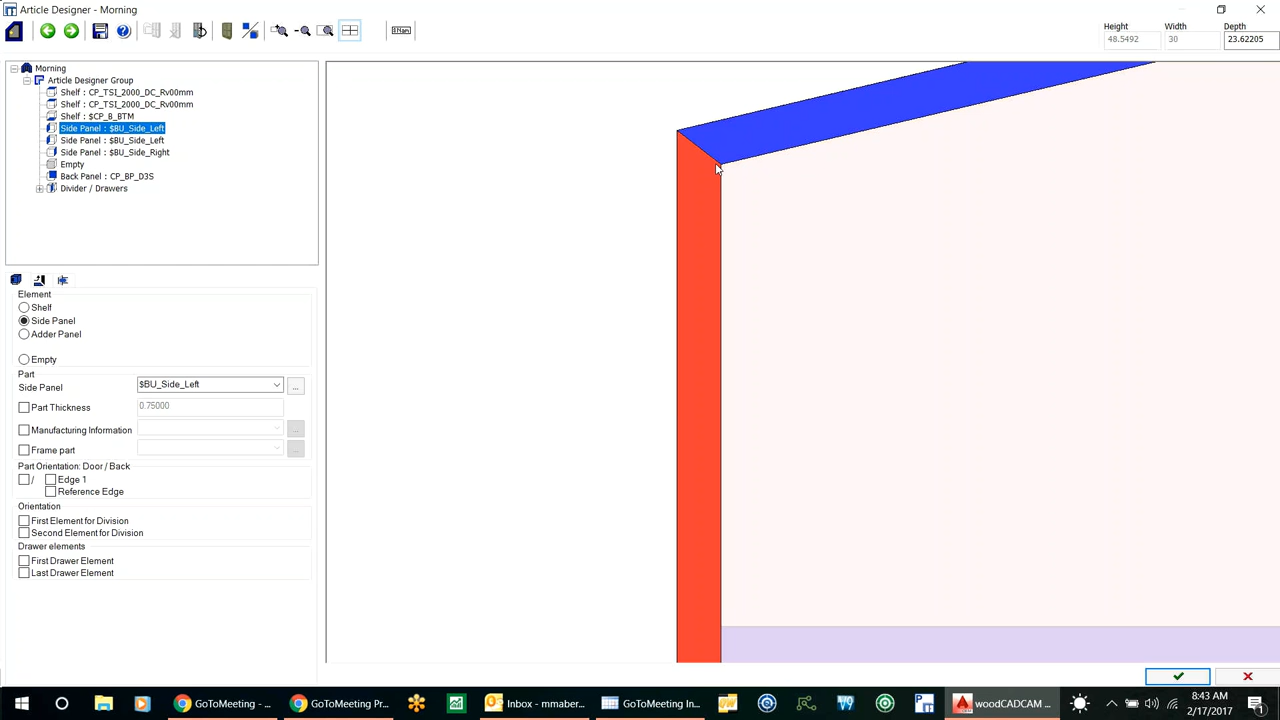 Article Designer - Morning
Height
Width
Depth
48.5492
30
23.62205
Morning
Article Designer Group
Shelf : CP_TSI_2000_DC_Rv00mm
Shelf : CP_TSI_2000_DC_Rv00mm
Shelf : $CP_B_BTM
Side Panel : $BU_Side_Left
Side Panel : $BU_Side_Left
Side Panel : $BU_Side_Right
Empty
Back Panel : CP_BP_D3S
Divider / Drawers
Element
Shelf
Side Panel
Adder Panel
Empty
Part
Side Panel
$BU_Side_Left
...
Part Thickness
0.75000
Manufacturing Information
...
Frame part
...
Part Orientation: Door / Back
/
Edge 1
Reference Edge
Orientation
First Element for Division
Second Element for Division
Drawer elements
First Drawer Element
Last Drawer Element
GoToMeeting - ...
GoToMeeting Pr...
Inbox - mmaber...
GoToMeeting In...
woodCADCAM ...
8:43 AM
2/17/2017